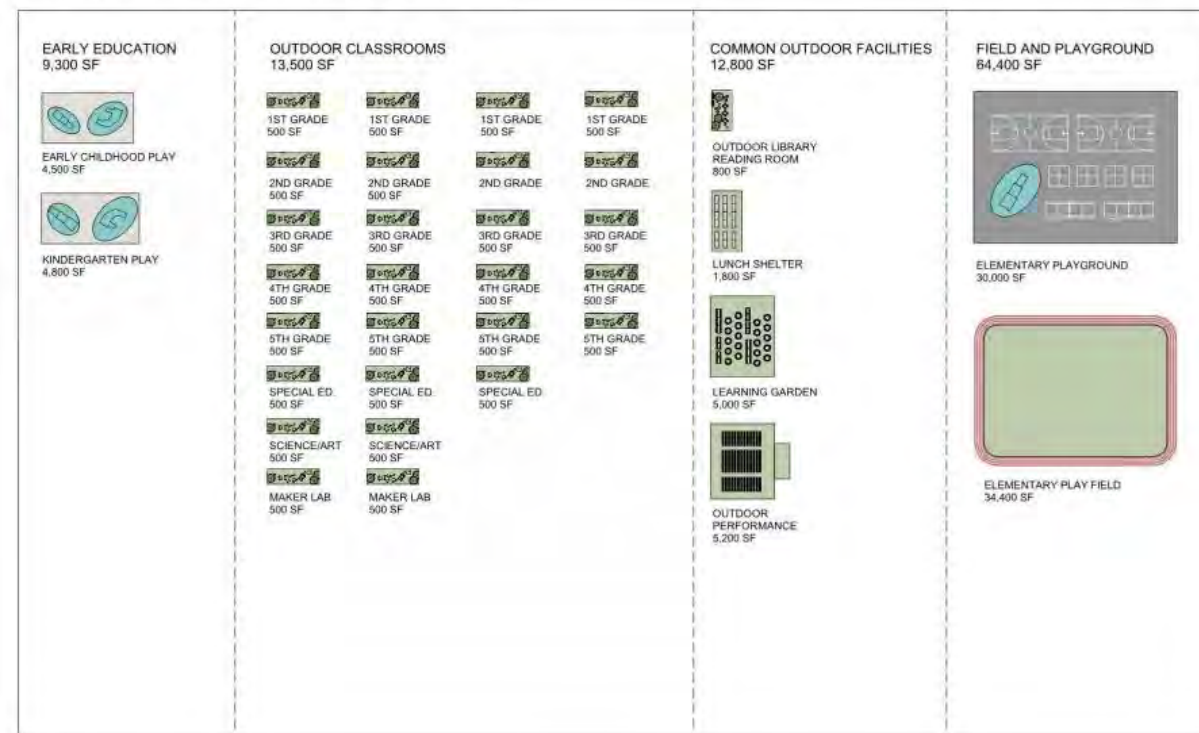 EARLY EDUCATION
9,300 SF
EARLY CHILDHOOD PLAY
4,500 SF
KINDERGARTEN PLAY
4,800 SF
OUTDOOR CLASSROOMS
13,500 SF
1ST GRADE
500 SF
1ST GRADE
500 SF
1ST GRADE
500 SF
1ST GRADE
500 SF
2ND GRADE
500 SF
2ND GRADE
500 SF
2ND GRADE
2ND GRADE
3RD GRADE
500 SF
3RD GRADE
500 SF
3RD GRADE
500 SF
3RD GRADE
500 SF
4TH GRADE
500 SF
4TH GRADE
500 SF
4TH GRADE
500 SF
4TH GRADE
500 SF
5TH GRADE
500 SF
5TH GRADE
500 SF
5TH GRADE
500 SF
5TH GRADE
500 SF
SPECIAL ED.
500 SF
SPECIAL ED.
500 SF
SPECIAL ED
500 SF
SCIENCE/ART
500 SF
SCIENCE/ART
500 SF
MAKER LAB
500 SF
MAKER LAB
500 SF
COMMON OUTDOOR FACILITIES
12,800 SF
OUTDOOR LIBRARY
READING ROOM
800 SF
LUNCH SHELTER
1,800 SF
LEARNING GARDEN
5,000 SF
OUTDOOR
PERFORMANCE
5,200 SF
FIELD AND PLAYGROUND
64,400 SF
ELEMENTARY PLAYGROUND
30,000 SF
ELEMENTARY PLAY FIELD
34,400 SF